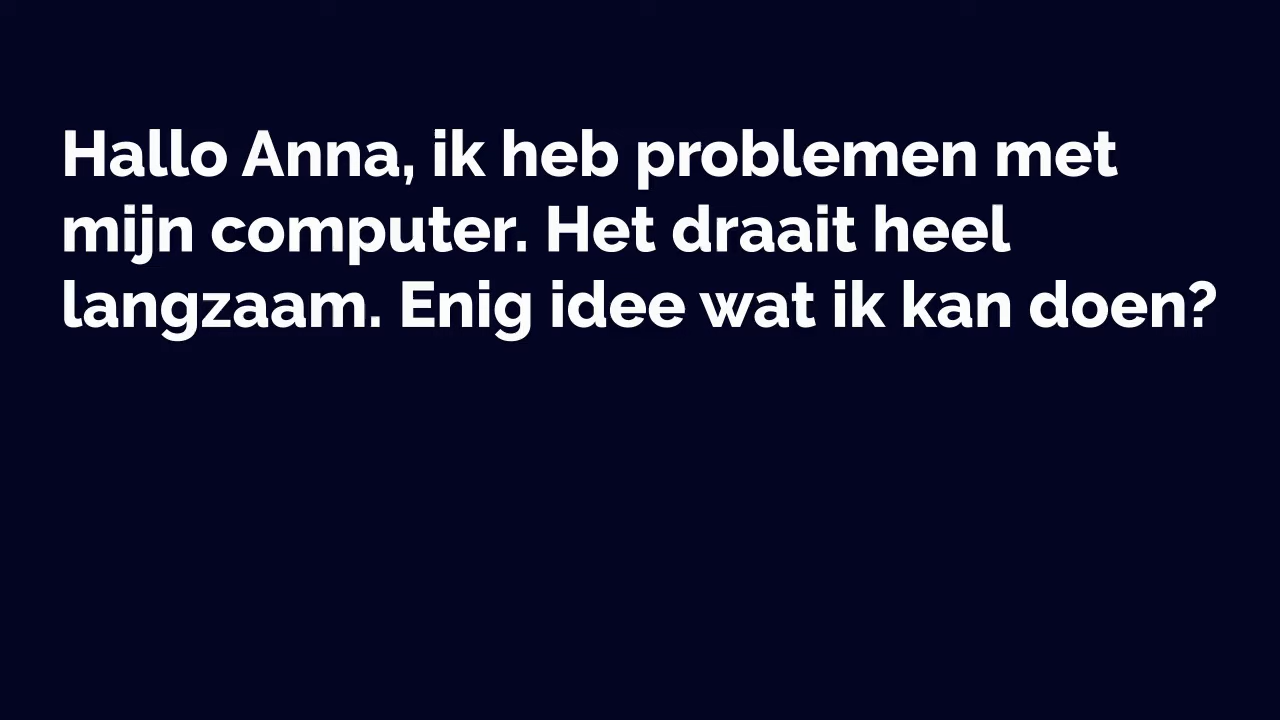 Hallo Anna, ik heb problemen met
mijn computer. Het draait heel
langzaam. Enig idee wat ik kan doen?